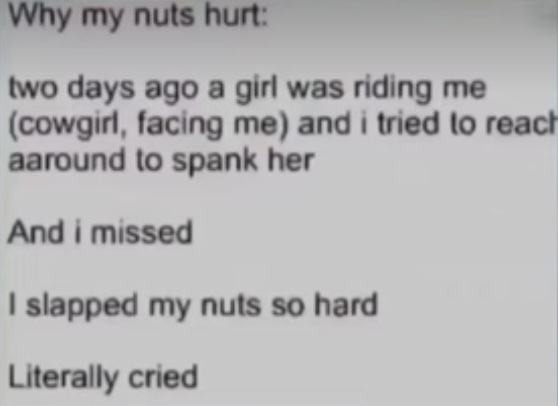 Why my nuts hurt:
two days ago a girl was riding me
(cowgirl, facing me) and i tried to reach
aaround to spank her
And i missed
I slapped my nuts so hard
Literally cried